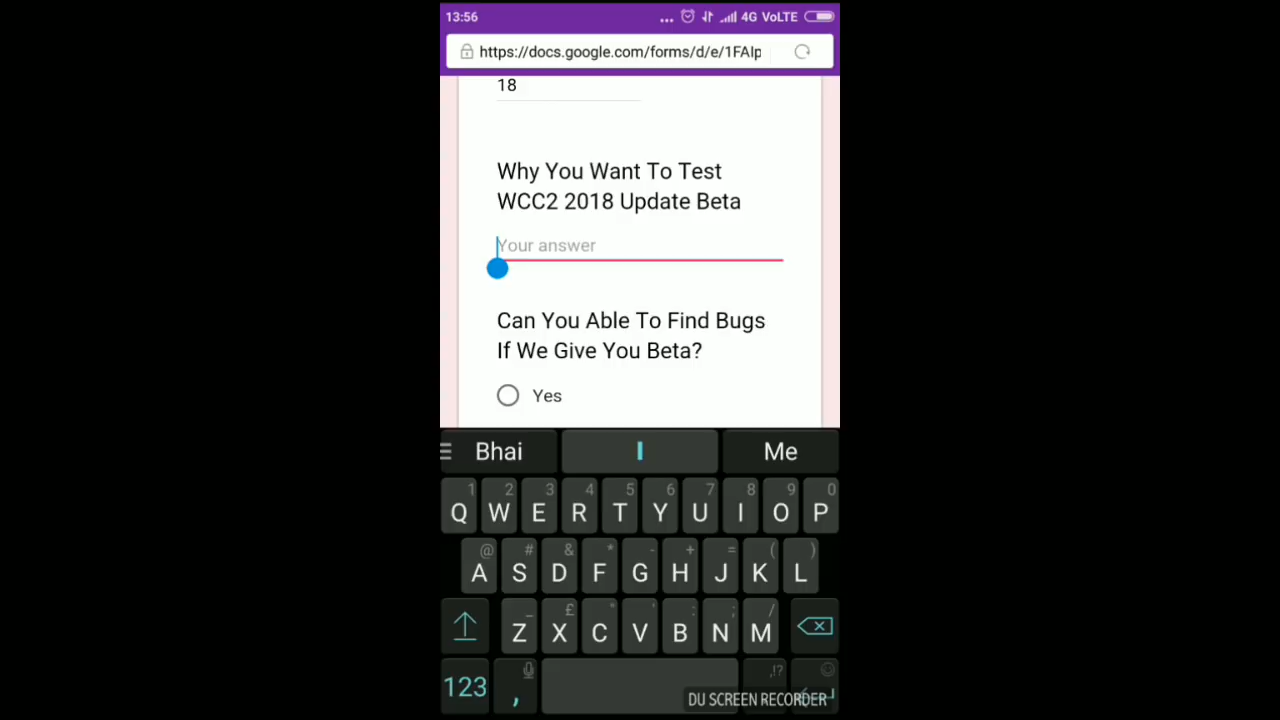 13:56 ... 4G VoLTE
https://docs.google.com/forms/d/e/1FAIp
18
Why You Want To Test
WCC2 2018 Update Beta
Your answer
Can You Able To Find Bugs
If We Give You Beta?
Yes
Bhai I Me
1 2 3 4 5 6 7 8 9 0
Q W E R T Y U I O P
@ # & * - + = ( )
A S D F G H J K L
_ £ " ' : ; /
Z X C V B N M
123 , ,!?
DU SCREEN RECORDER